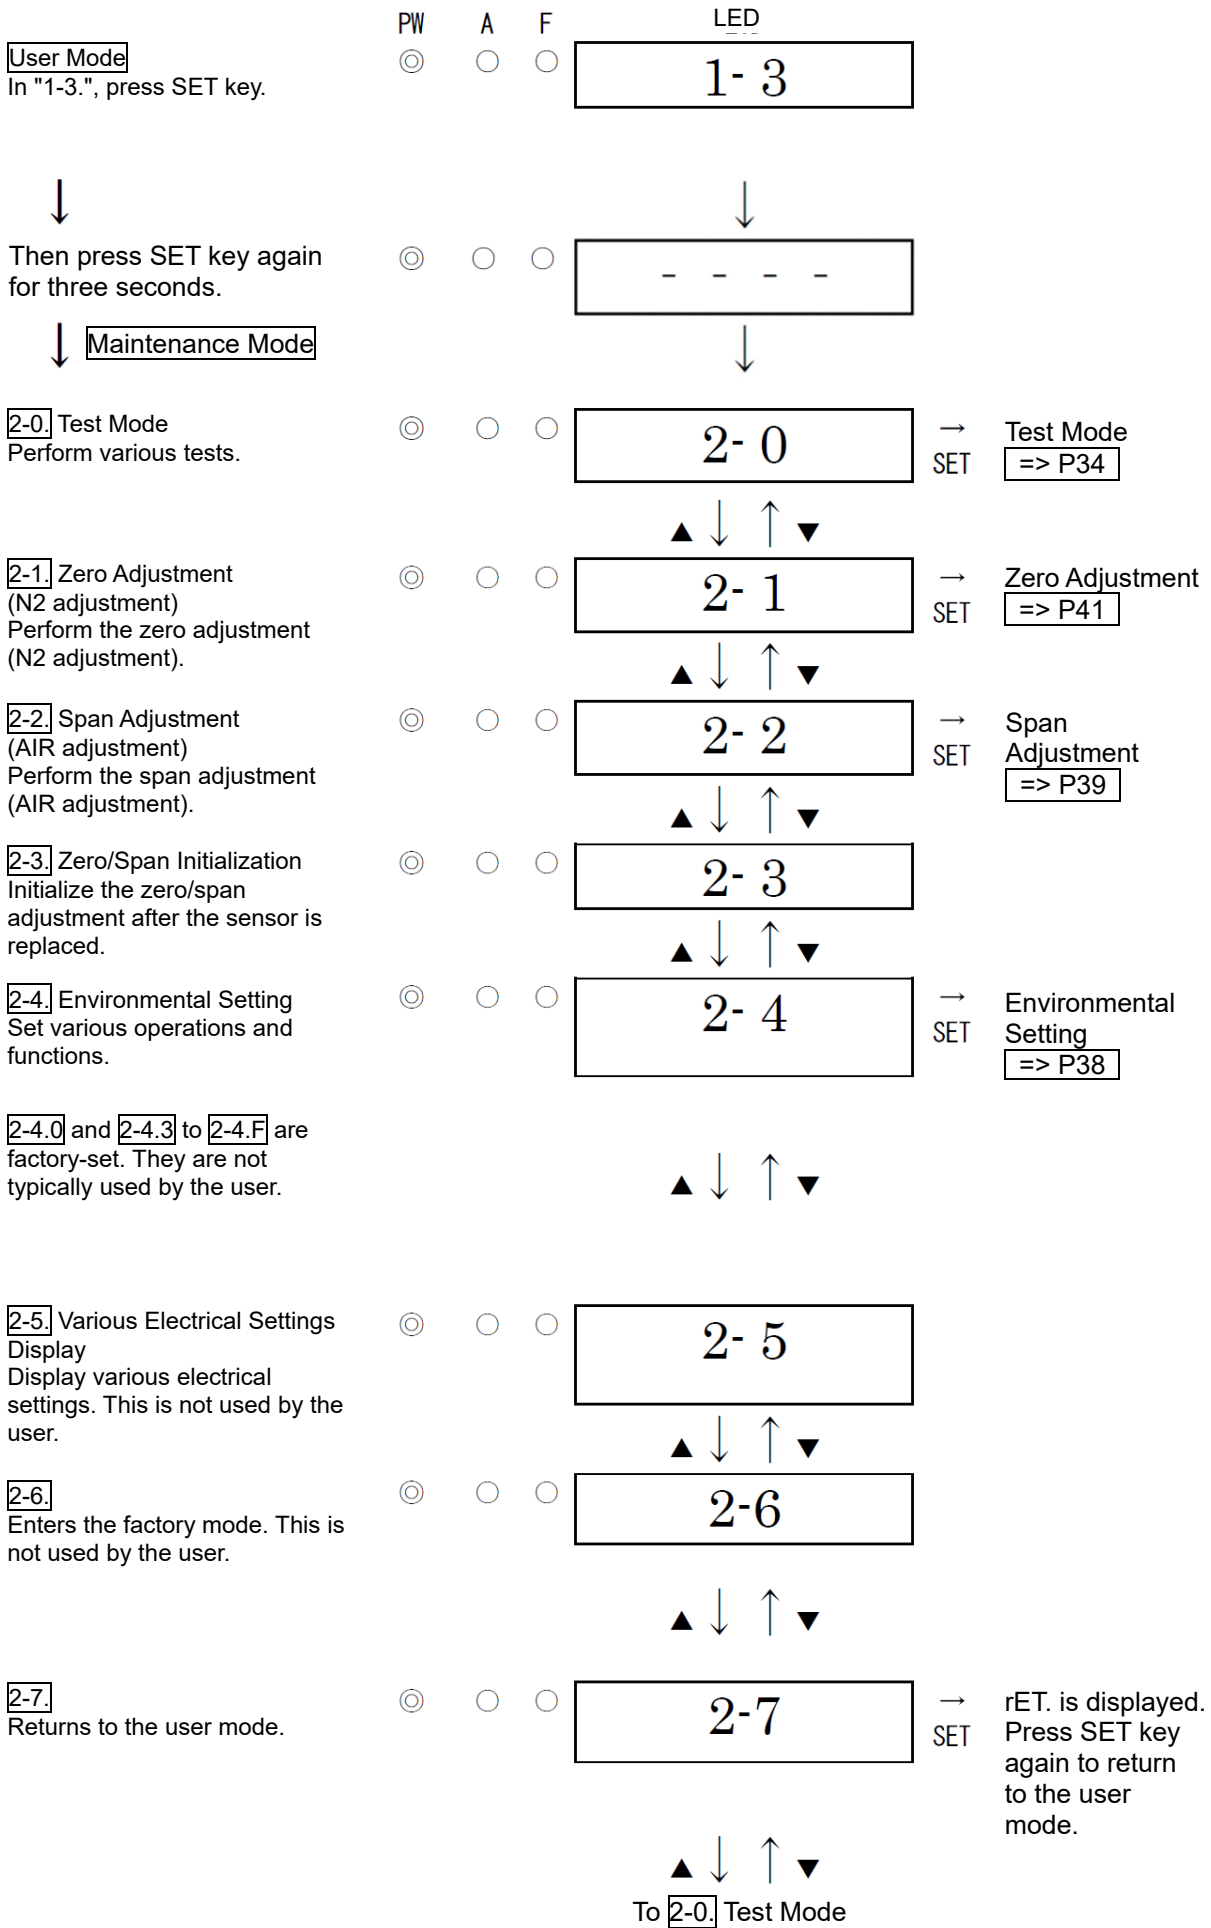 PW A F LED
User Mode
In "1-3.", press SET key.
1- 3
Then press SET key again
for three seconds.
- - - -
Maintenance Mode
2-0. Test Mode
Perform various tests.
2- 0
→ SET
Test Mode
=> P34
▲ ↓ ↑ ▼
2-1. Zero Adjustment
(N2 adjustment)
Perform the zero adjustment
(N2 adjustment).
2- 1
→ SET
Zero Adjustment
=> P41
▲ ↓ ↑ ▼
2-2. Span Adjustment
(AIR adjustment)
Perform the span adjustment
(AIR adjustment).
2- 2
→ SET
Span
Adjustment
=> P39
▲ ↓ ↑ ▼
2-3. Zero/Span Initialization
Initialize the zero/span
adjustment after the sensor is
replaced.
2- 3
▲ ↓ ↑ ▼
2-4. Environmental Setting
Set various operations and
functions.
2- 4
→ SET
Environmental
Setting
=> P38
2-4.0 and 2-4.3 to 2-4.F are
factory-set. They are not
typically used by the user.
▲ ↓ ↑ ▼
2-5. Various Electrical Settings
Display
Display various electrical
settings. This is not used by the
user.
2- 5
▲ ↓ ↑ ▼
2-6.
Enters the factory mode. This is
not used by the user.
2-6
▲ ↓ ↑ ▼
2-7.
Returns to the user mode.
2-7
→ SET
rET. is displayed.
Press SET key
again to return
to the user
mode.
▲ ↓ ↑ ▼
To 2-0. Test Mode